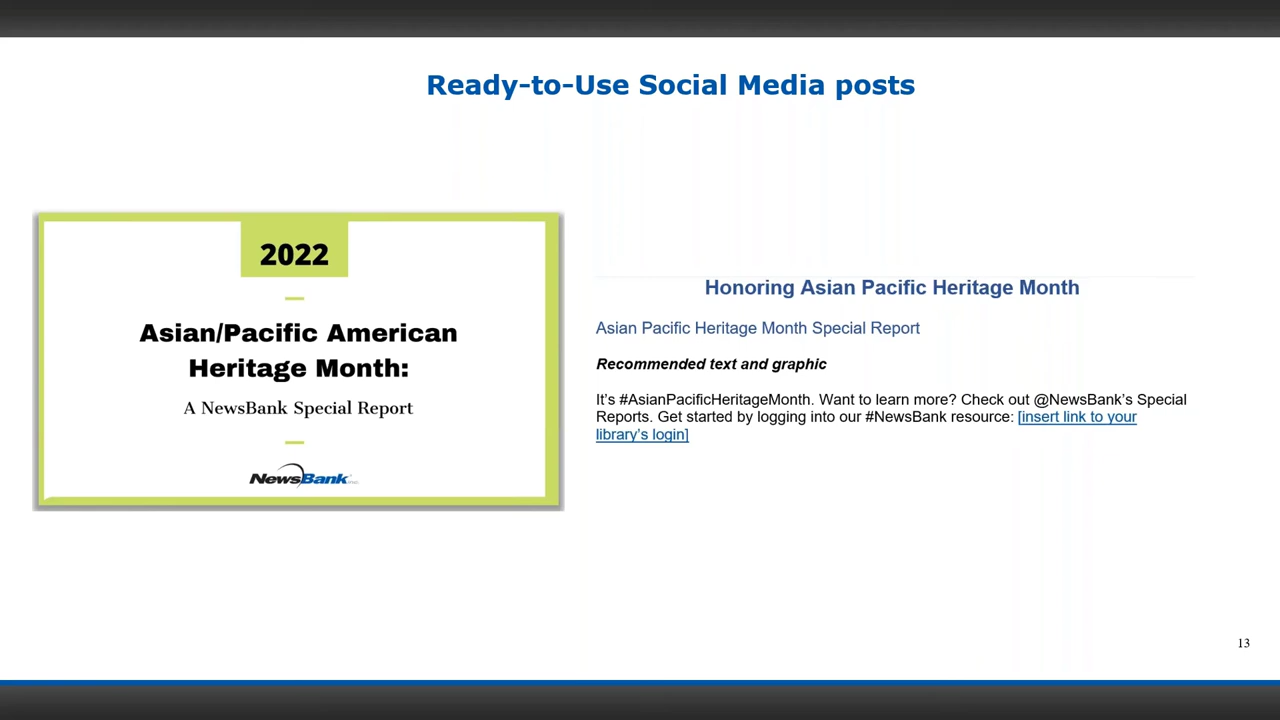 Ready-to-Use Social Media posts
2022
Asian/Pacific American
Heritage Month:
A NewsBank Special Report
NewsBank
Honoring Asian Pacific Heritage Month
Asian Pacific Heritage Month Special Report
Recommended text and graphic
It’s #AsianPacificHeritageMonth. Want to learn more? Check out @NewsBank’s Special
Reports. Get started by logging into our #NewsBank resource: [insert link to your
library’s login]
13